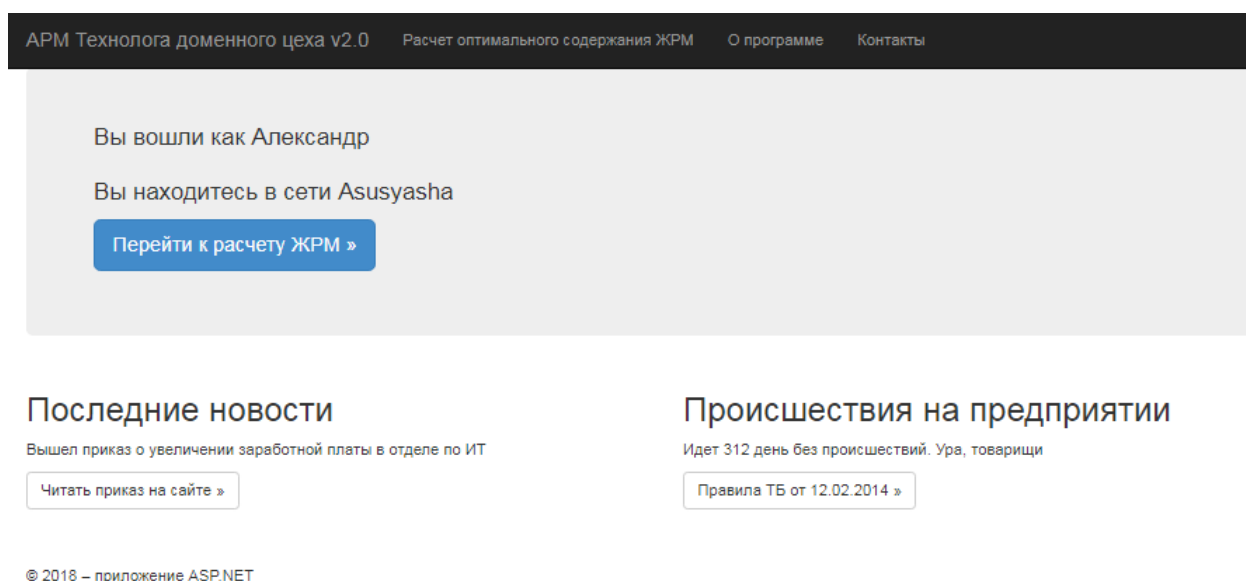 АРМ Технолога доменного цеха v2.0 Расчет оптимального содержания ЖРМ О программе Контакты
Вы вошли как Александр
Вы находитесь в сети Asusyasha
Перейти к расчету ЖРМ »
Последние новости
Вышел приказ о увеличении заработной платы в отделе по ИТ
Читать приказ на сайте »
Происшествия на предприятии
Идет 312 день без происшествий. Ура, товарищи
Правила ТБ от 12.02.2014 »
© 2018 – приложение ASP.NET